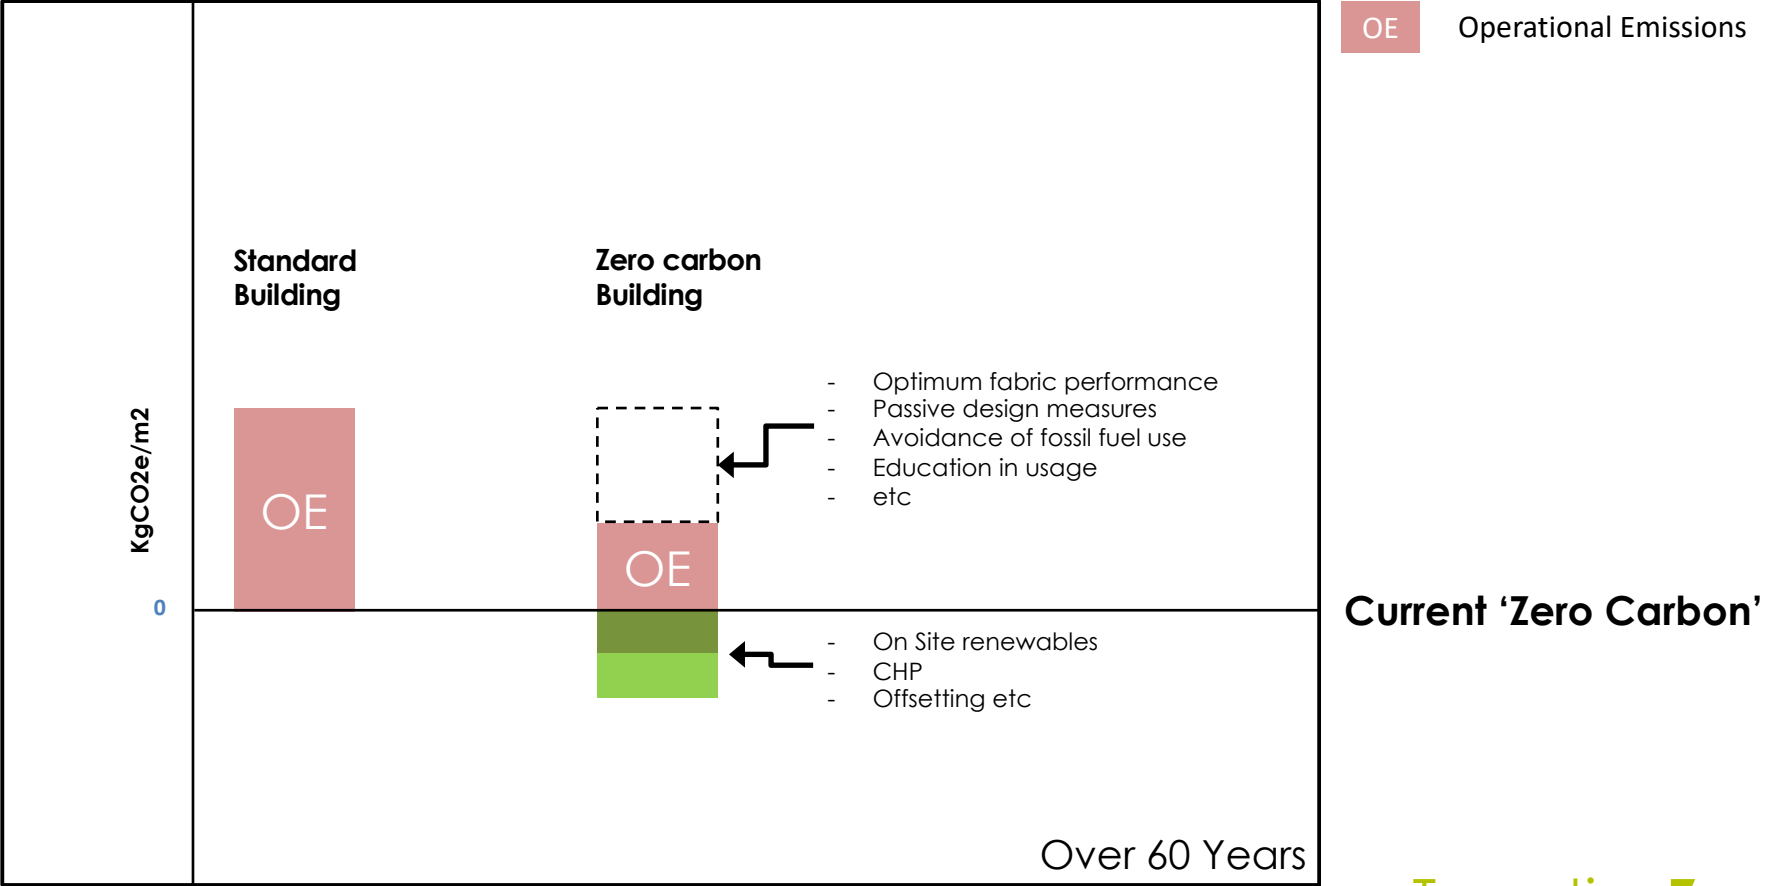 OE Operational Emissions
Standard
Building
Zero carbon
Building
- Optimum fabric performance
- Passive design measures
- Avoidance of fossil fuel use
- Education in usage
- etc
KgCO2e/m2
OE
OE
0
Current ‘Zero Carbon’
- On Site renewables
- CHP
- Offsetting etc
Over 60 Years